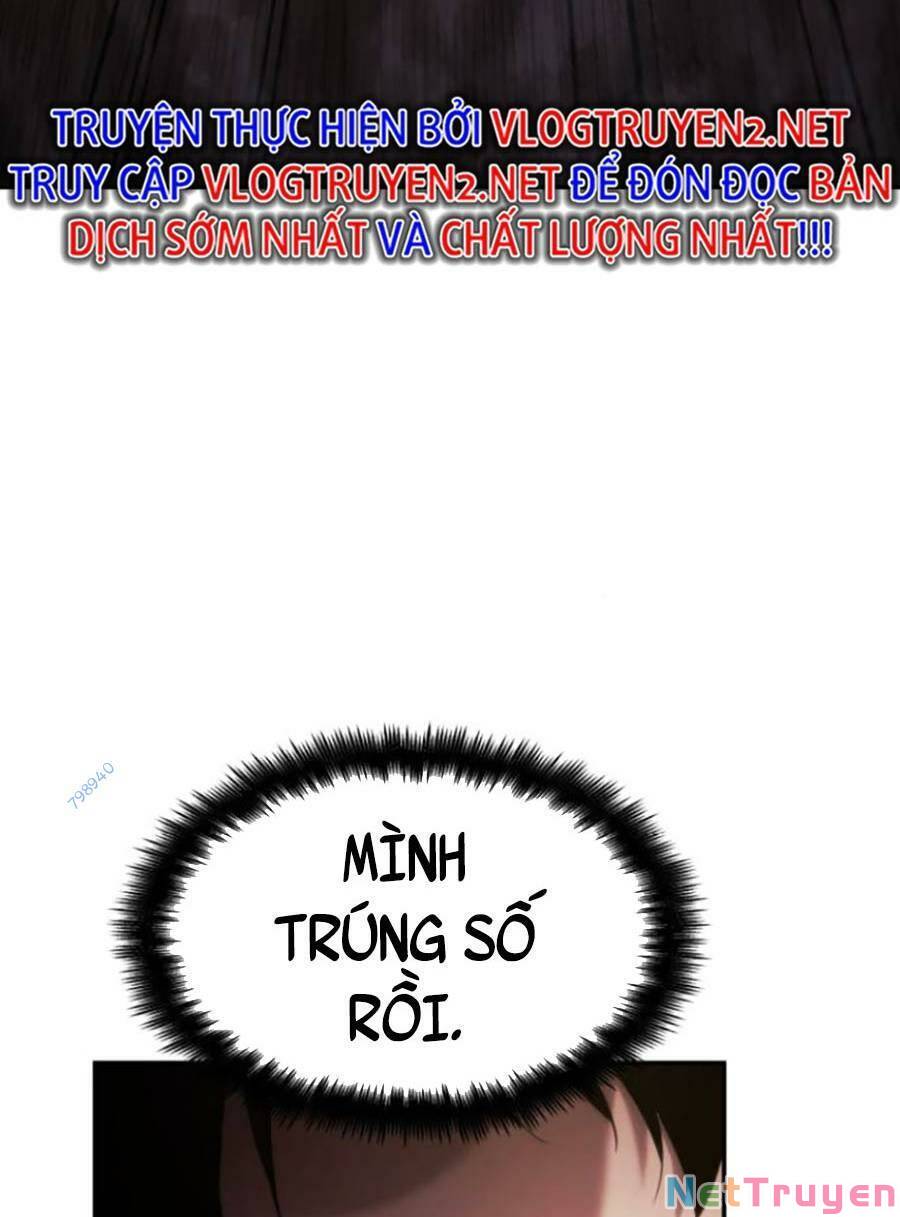 TRUYỆN THỰC HIỆN BỞI VLOGTRUYEN2.NET
TRUY CẬP VLOGTRUYEN2.NET ĐỂ ĐÓN ĐỌC BẢN
DỊCH SỚM NHẤT VÀ CHẤT LƯỢNG NHẤT!!!
798940
MÌNH
TRÚNG SỐ
RỒI.
NetTruyen